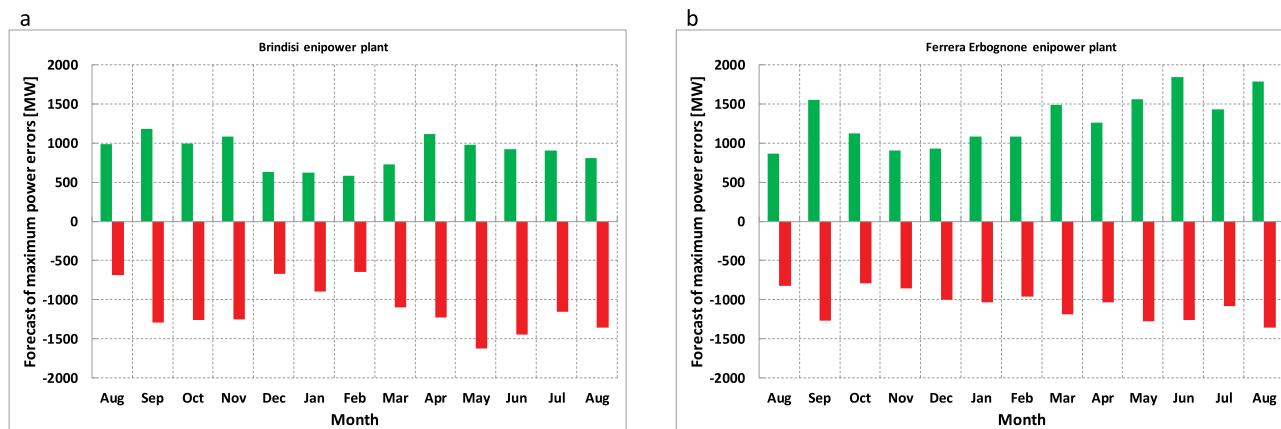 a
Brindisi enipower plant
Forecast of maximum power errors [MW]
2000
1500
1000
500
0
-500
-1000
-1500
-2000
Aug Sep Oct Nov Dec Jan Feb Mar Apr May Jun Jul Aug
Month
b
Ferrera Erbognone enipower plant
Forecast of maximum power errors [MW]
2000
1500
1000
500
0
-500
-1000
-1500
-2000
Aug Sep Oct Nov Dec Jan Feb Mar Apr May Jun Jul Aug
Month